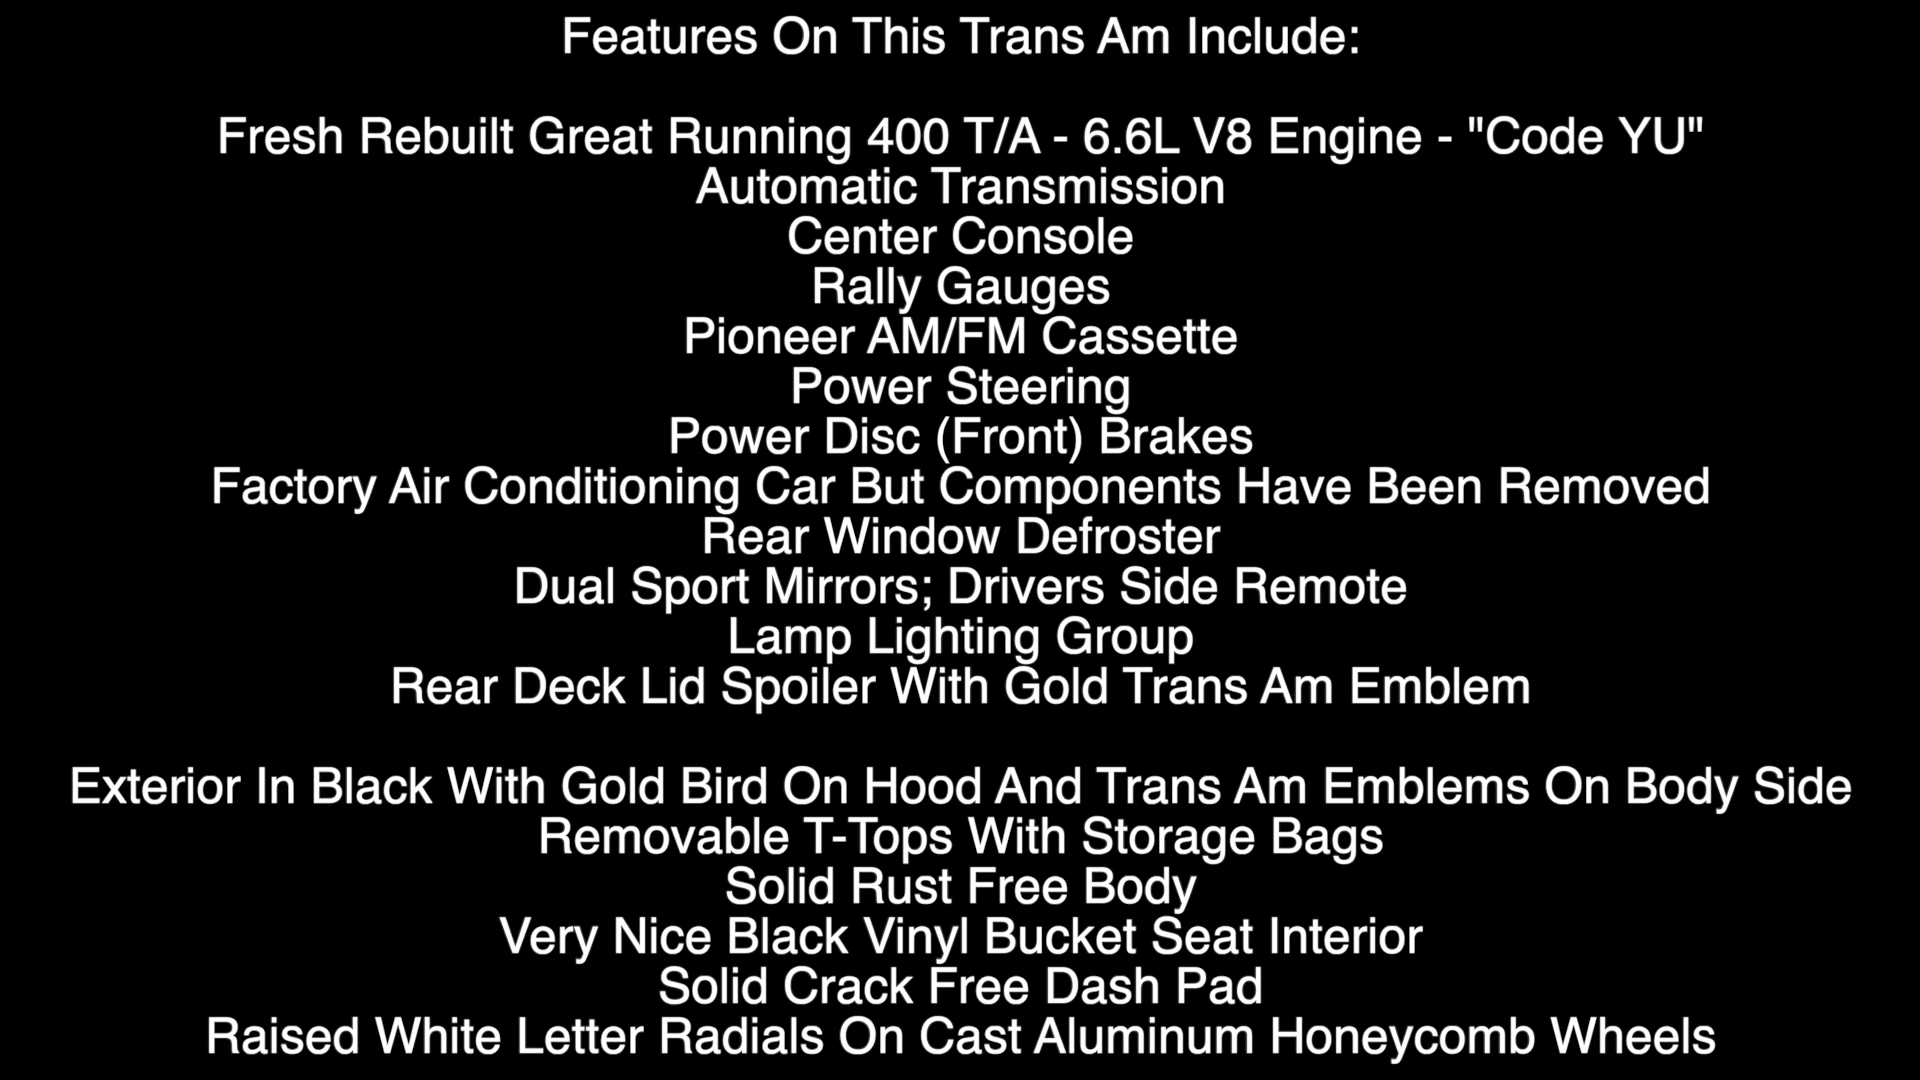 Features On This Trans Am Include:
Fresh Rebuilt Great Running 400 T/A - 6.6L V8 Engine - "Code YU"
Automatic Transmission
Center Console
Rally Gauges
Pioneer AM/FM Cassette
Power Steering
Power Disc (Front) Brakes
Factory Air Conditioning Car But Components Have Been Removed
Rear Window Defroster
Dual Sport Mirrors; Drivers Side Remote
Lamp Lighting Group
Rear Deck Lid Spoiler With Gold Trans Am Emblem
Exterior In Black With Gold Bird On Hood And Trans Am Emblems On Body Side
Removable T-Tops With Storage Bags
Solid Rust Free Body
Very Nice Black Vinyl Bucket Seat Interior
Solid Crack Free Dash Pad
Raised White Letter Radials On Cast Aluminum Honeycomb Wheels